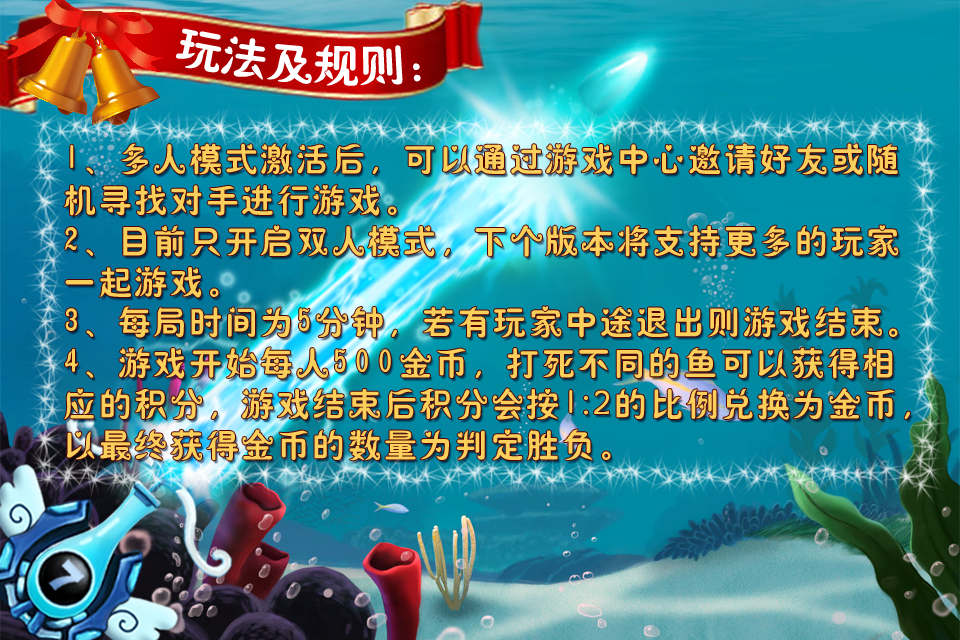 玩法及规则：
1、多人模式激活后，可以通过游戏中心邀请好友或随
机寻找对手进行游戏。
2、目前只开启双人模式，下个版本将支持更多的玩家
一起游戏。
3、每局时间为5分钟，若有玩家中途退出则游戏结束。
4、游戏开始每人500金币，打死不同的鱼可以获得相
应的积分，游戏结束后积分会按1:2的比例兑换为金币，
以最终获得金币的数量为判定胜负。